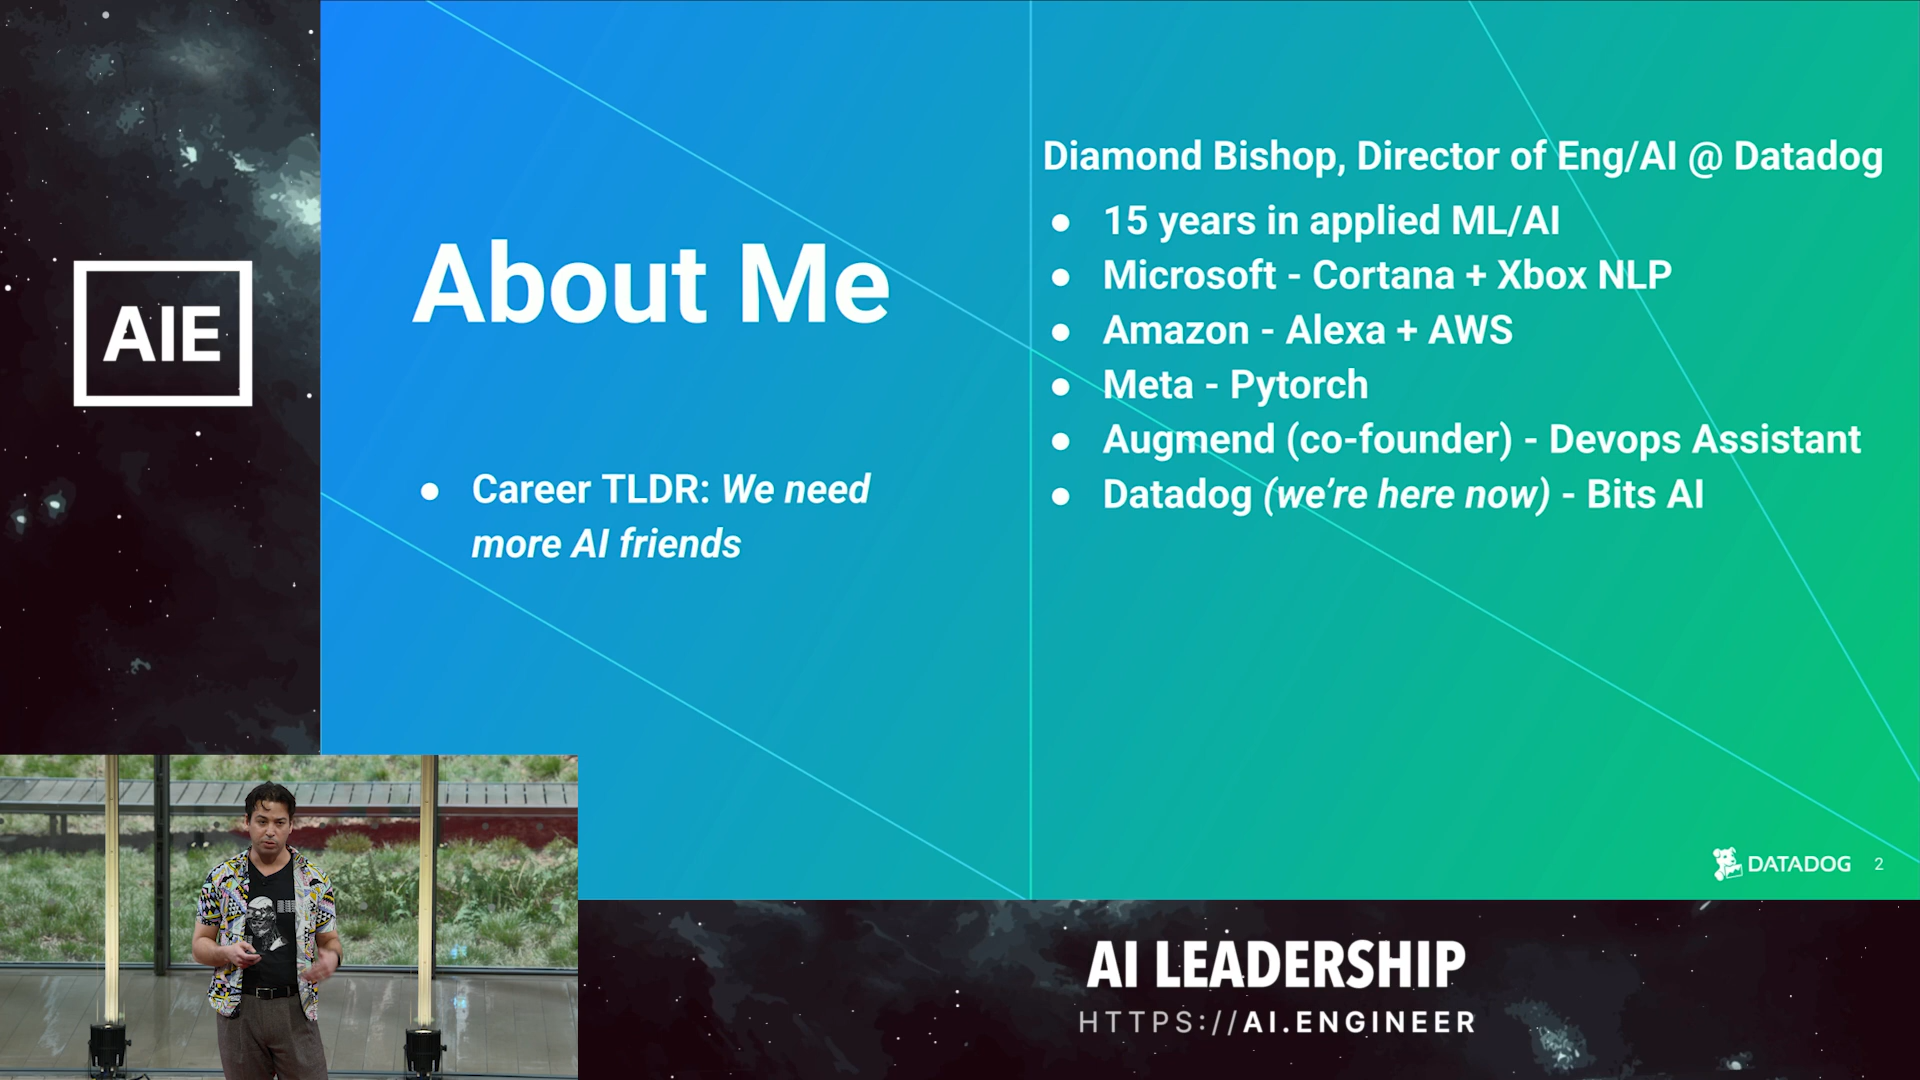 AIE
About Me
Career TLDR: We need
more AI friends
Diamond Bishop, Director of Eng/AI @ Datadog
15 years in applied ML/AI
Microsoft - Cortana + Xbox NLP
Amazon - Alexa + AWS
Meta - Pytorch
Augmend (co-founder) - Devops Assistant
Datadog (we’re here now) - Bits AI
DATADOG 2
AI LEADERSHIP
HTTPS://AI.ENGINEER